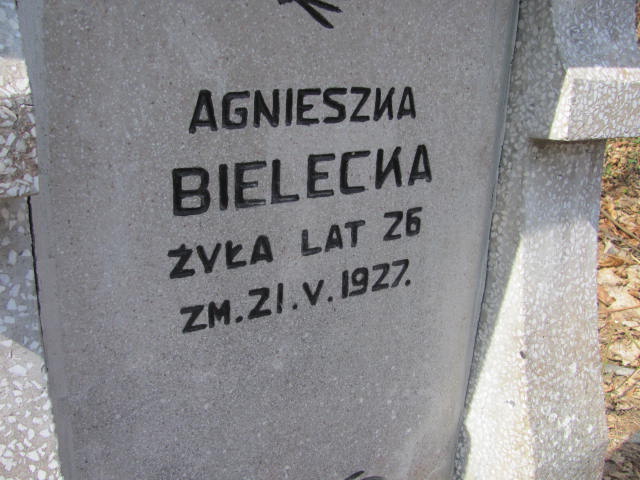 AGNIESZKA
BIELECKA
ŻYŁA LAT 26
ZM. 21.V.1927.